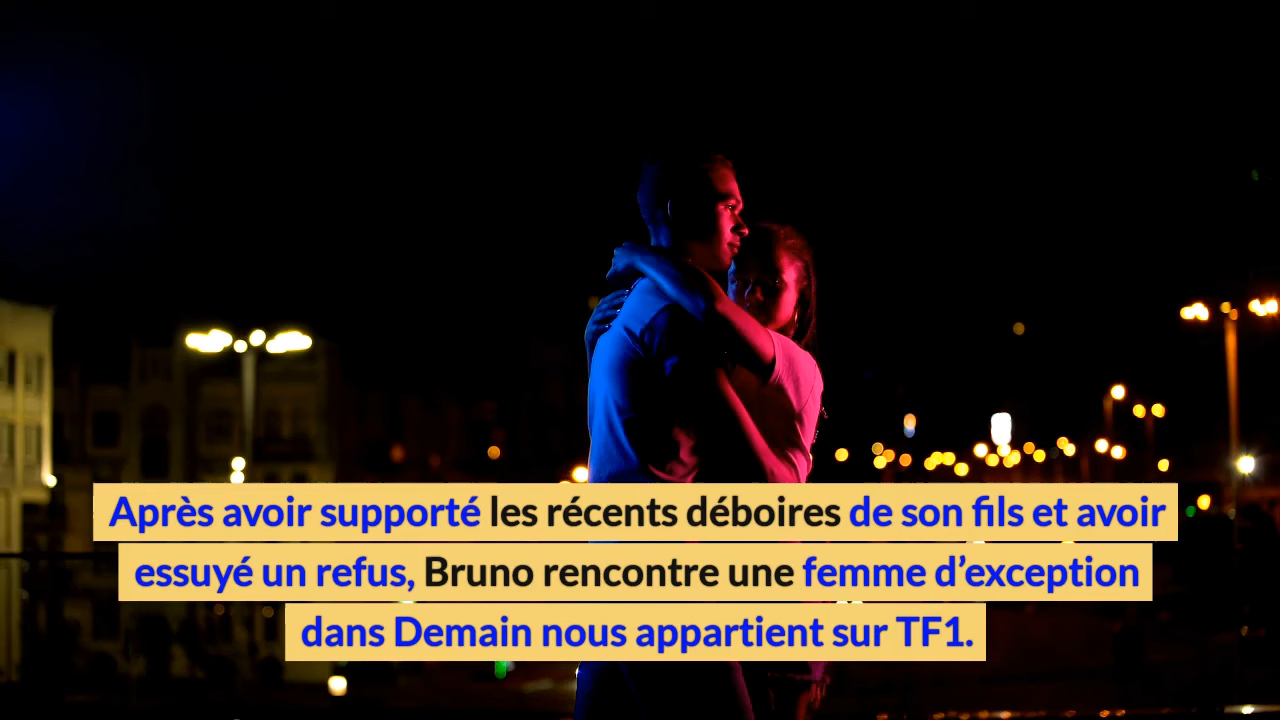 Après avoir supporté les récents déboires de son fils et avoir
essuyé un refus, Bruno rencontre une femme d’exception
dans Demain nous appartient sur TF1.